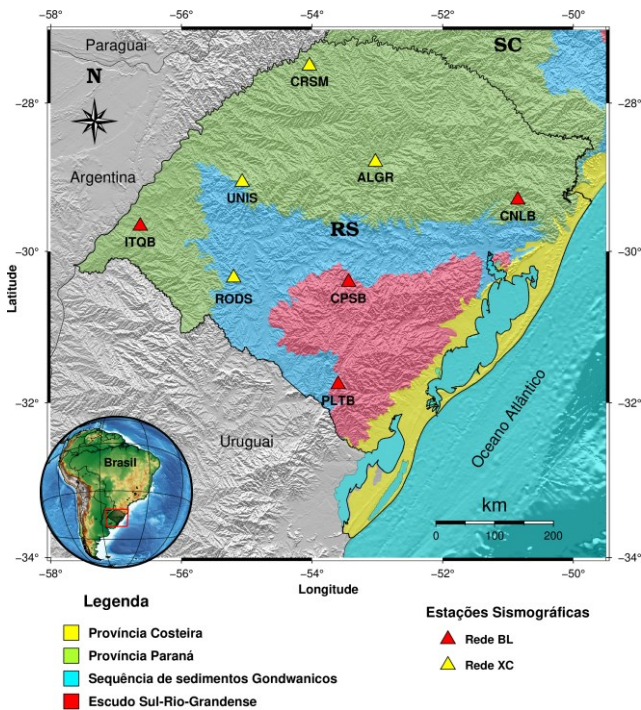 −58°
−56°
−54°
−52°
−50°
Paraguai
SC
N
CRSM
−28°
−28°
Argentina
ALGR
UNIS
CNLB
RS
ITQB
−30°
−30°
RODS
CPSB
Latitude
−32°
−32°
PLTB
Uruguai
Oceano Atlântico
Brasil
km
0
100
200
−34°
−34°
−58°
−56°
−54°
−52°
−50°
Longitude
Legenda
Província Costeira
Província Paraná
Sequência de sedimentos Gondwanicos
Escudo Sul-Rio-Grandense
Estações Sismográficas
Rede BL
Rede XC